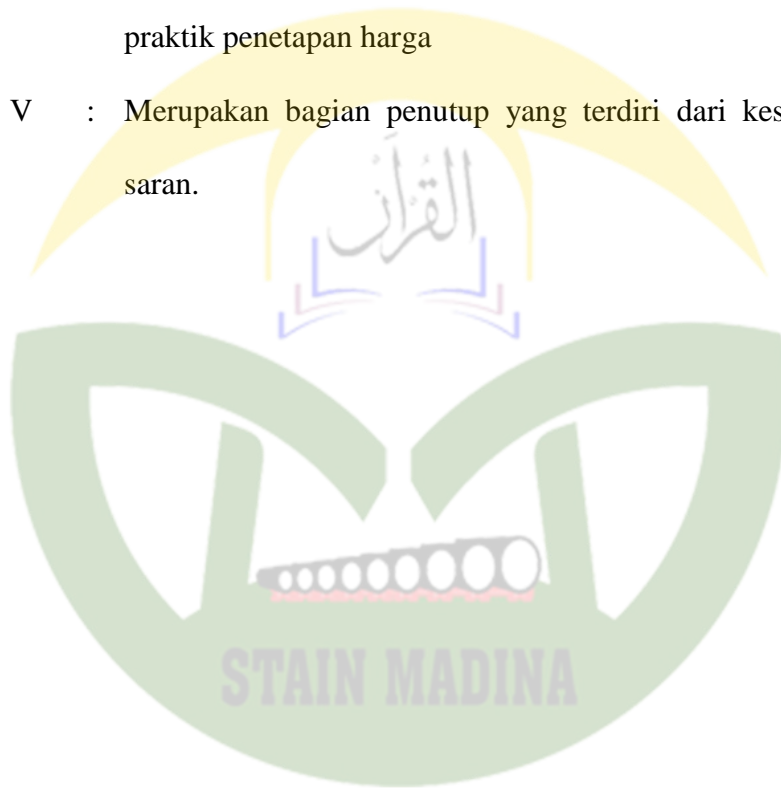 praktik penetapan harga
V : Merupakan bagian penutup yang terdiri dari kes
saran.
القرآن
STAIN MADINA